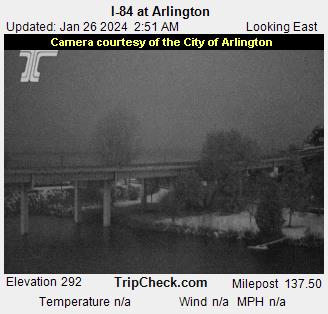 I-84 at Arlington
Updated: Jan 26 2024 2:51 AM Looking East
Camera courtesy of the City of Arlington
Elevation 292 TripCheck.com Milepost 137.50
Temperature n/a Wind n/a MPH n/a